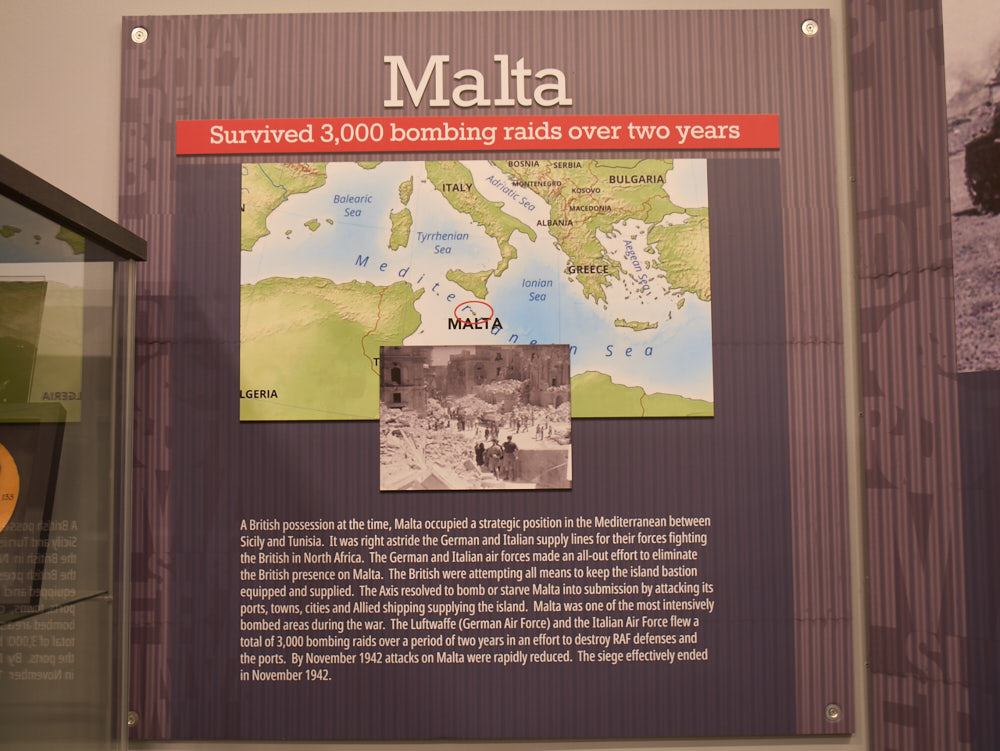 Malta
Survived 3,000 bombing raids over two years
BOSNIA
SERBIA
ITALY
Adriatic Sea
MONTENEGRO
KOSOVO
BULGARIA
Balearic
Sea
MACEDONIA
ALBANIA
Tyrrhenian
Sea
Aegean Sea
GREECE
Ionian
Sea
MALTA
LGERIA
A British possession at the time, Malta occupied a strategic position in the Mediterranean between
Sicily and Tunisia. It was right astride the German and Italian supply lines for their forces fighting
the British in North Africa. The German and Italian air forces made an all-out effort to eliminate
the British presence on Malta. The British were attempting all means to keep the island bastion
equipped and supplied. The Axis resolved to bomb or starve Malta into submission by attacking its
ports, towns, cities and Allied shipping supplying the island. Malta was one of the most intensively
bombed areas during the war. The Luftwaffe (German Air Force) and the Italian Air Force flew a
total of 3,000 bombing raids over a period of two years in an effort to destroy RAF defenses and
the ports. By November 1942 attacks on Malta were rapidly reduced. The siege effectively ended
in November 1942.